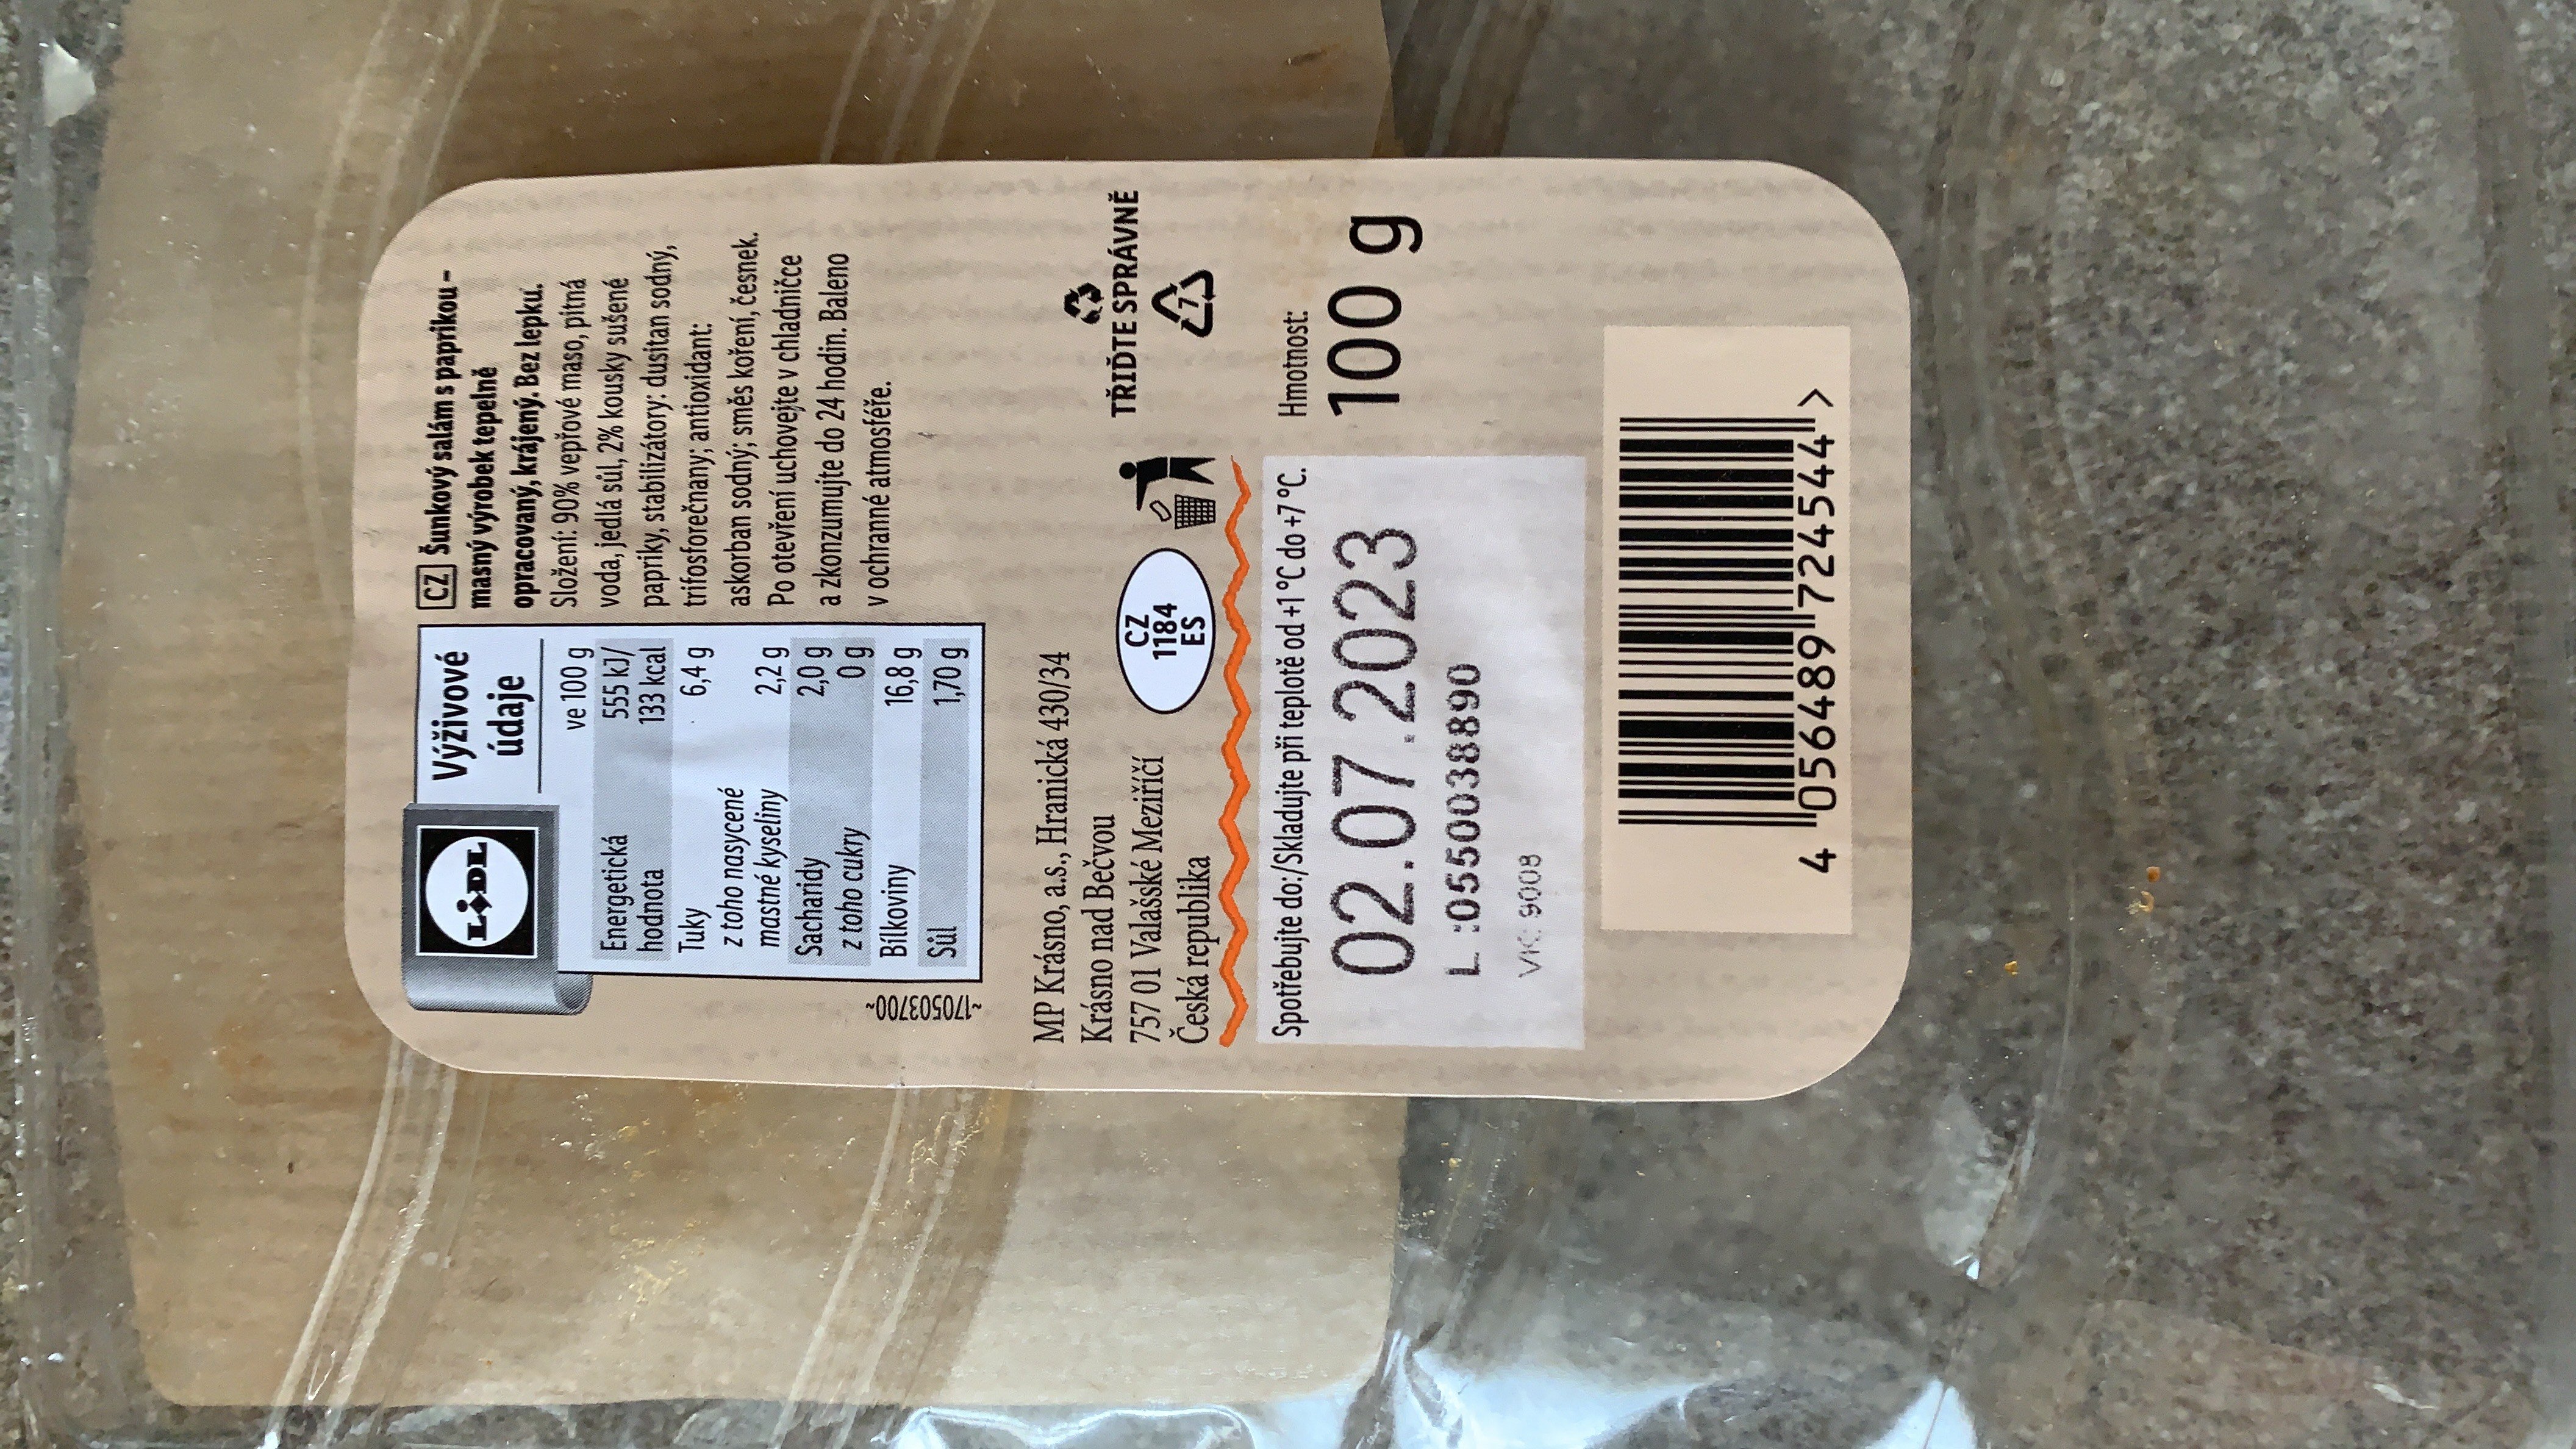 LiDL
Výživové
údaje
ve 100 g
Energetická 555 kJ/
hodnota 133 kcal
Tuky 6,4 g
z toho nasycené
mastné kyseliny 2,2 g
Sacharidy 2,0 g
z toho cukry 0 g
Bílkoviny 16,8 g
Sůl 1,70 g
~170503700~
CZ Šunkový salám s paprikou -
masný výrobek tepelně
opracovaný, krájený. Bez lepku.
Složení: 90% vepřové maso, pitná
voda, jedlá sůl, 2% kousky sušené
papriky, stabilizátory: dusitan sodný,
trifosforečnany; antioxidant:
askorban sodný; směs koření, česnek.
Po otevření uchovejte v chladničce
a zkonzumujte do 24 hodin. Baleno
v ochranné atmosféře.
MP Krásno, a.s., Hranická 430/34
Krásno nad Bečvou
757 01 Valašské Meziříčí
Česká republika
CZ
1184
ES
TŘIĎTE SPRÁVNĚ
7
Spotřebujte do:/Skladujte při teplotě od +1 °C do +7 °C.
02.07.2023
L :0550038890
VK: 9008
Hmotnost:
100 g
4 056489 724544 >